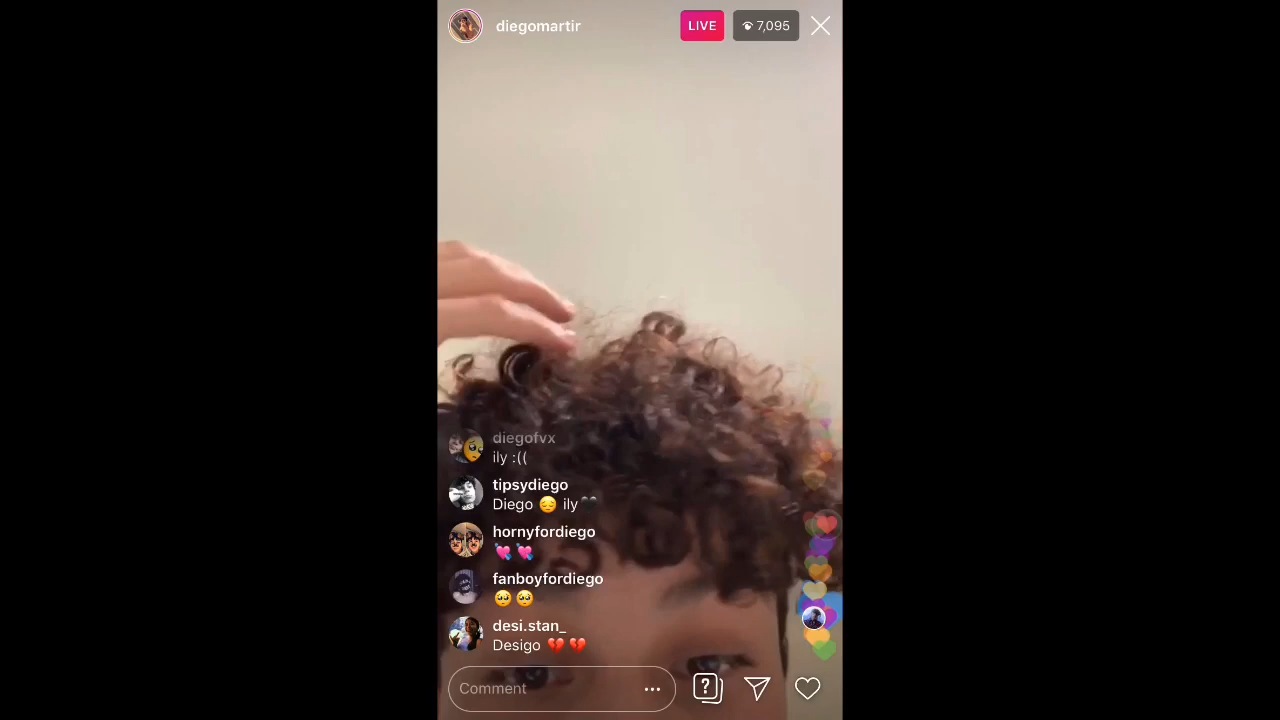 diegomartir
LIVE
7,095
diegofvx
ily :((
tipsydiego
Diego 😔 ily🖤
hornyfordiego
💘 💘
fanboyfordiego
🥺 🥺
desi.stan_
Desigo 💔 💔
Comment
?